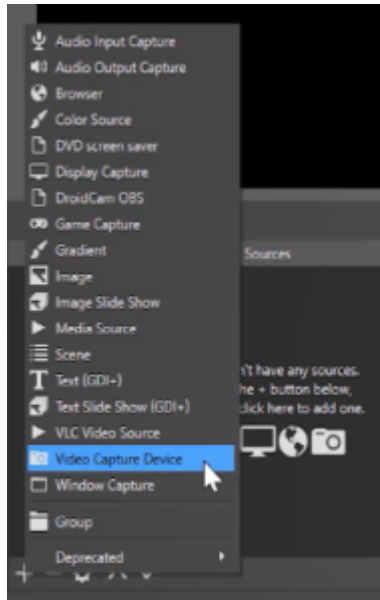 Audio Input Capture
Audio Output Capture
Browser
Color Source
DVD screen saver
Display Capture
DroidCam OBS
Game Capture
Gradient
Sources
Image
Image Slide Show
Media Source
Scene
n't have any sources.
Text (GDI+)
he + button below,
Text Slide Show (GDI+)
click here to add one.
VLC Video Source
Video Capture Device
Window Capture
Group
Deprecated